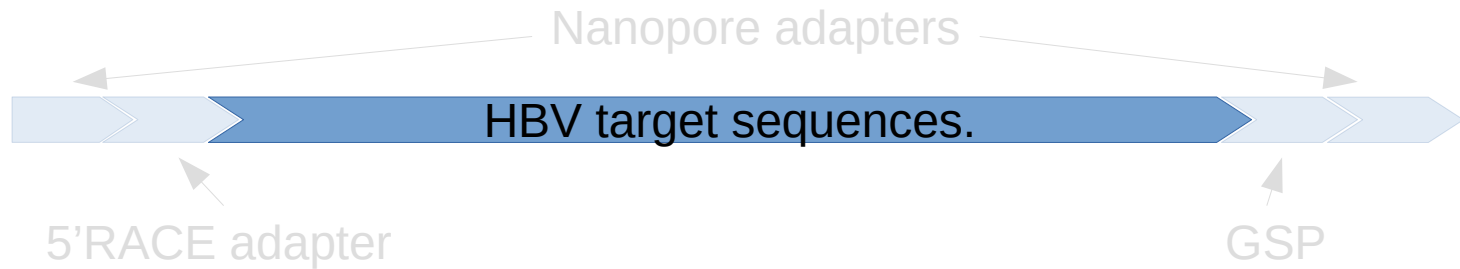 Nanopore adapters
HBV target sequences.
5’RACE adapter
GSP